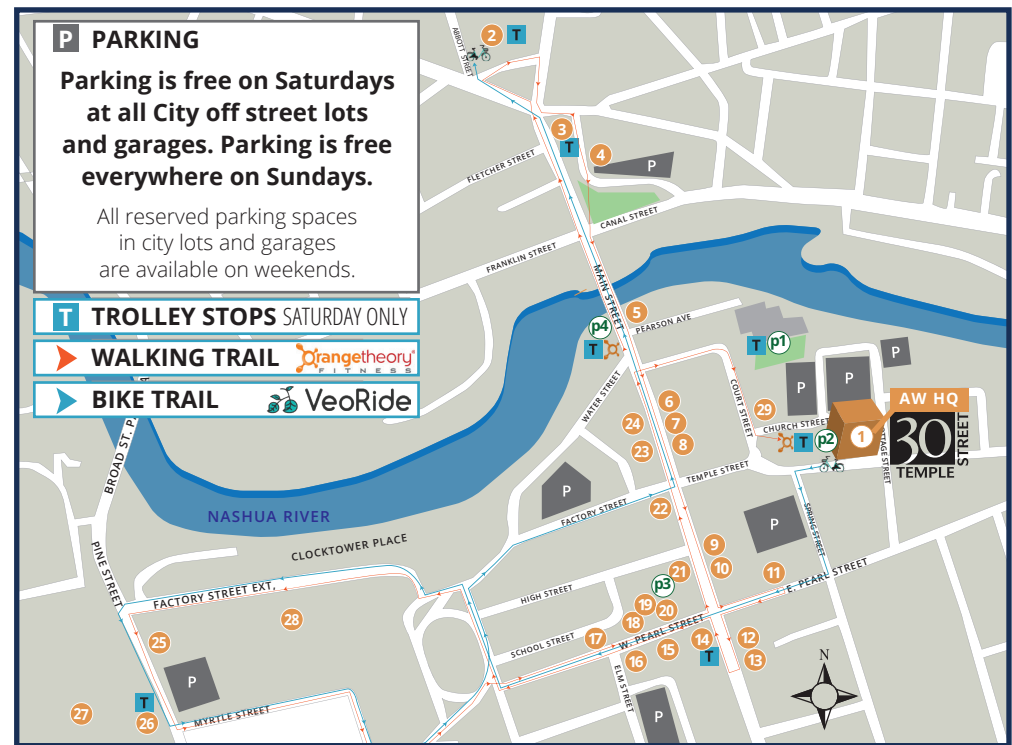 P PARKING
Parking is free on Saturdays
at all City off street lots
and garages. Parking is free
everywhere on Sundays.
All reserved parking spaces
in city lots and garages
are available on weekends.
T TROLLEY STOPS SATURDAY ONLY
WALKING TRAIL orangetheory
FITNESS
BIKE TRAIL VeoRide
ABBOTT STREET
2 T
3
T
4
P
FLETCHER STREET
CANAL STREET
FRANKLIN STREET
MAIN STREET
5
PEARSON AVE
p4
T
T p1
P
P
P
WATER STREET
COURT STREET
6
7
8
24
23
29
CHURCH STREET
T p2
1
AW HQ
30
TEMPLE
STREET
TEMPLE STREET
BROAD ST. P
NASHUA RIVER
CLOCKTOWER PLACE
P
FACTORY STREET
22
P
SPRING STREET
PINE STREET
FACTORY STREET EXT,
HIGH STREET
SCHOOL STREET
W. PEARL STREET
E. PEARL STREET
ELM STREET
9
10
11
21
p3
19
20
18
17
16
15
14
T
12
13
28
25
P
T
26
27
MYRTLE STREET
P
N